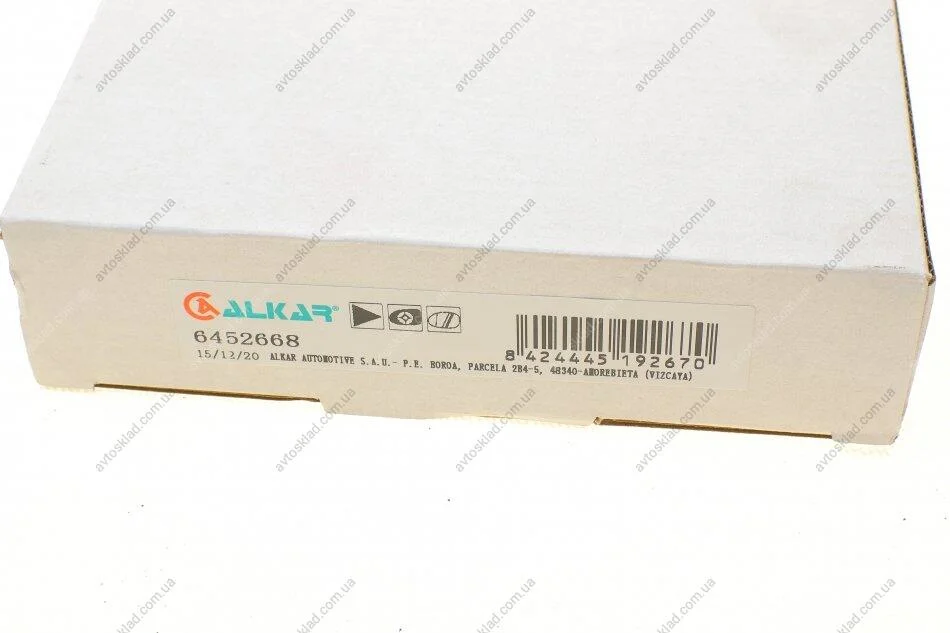 ALKAR®
6452668
15/12/20 ALKAR AUTOMOTIVE S.A.U.- P.E. BOROA, PARCELA 2B4-5, 48340-AMOREBIETA (VIZCAYA)
8 424445 192670
avtosklad.com.ua